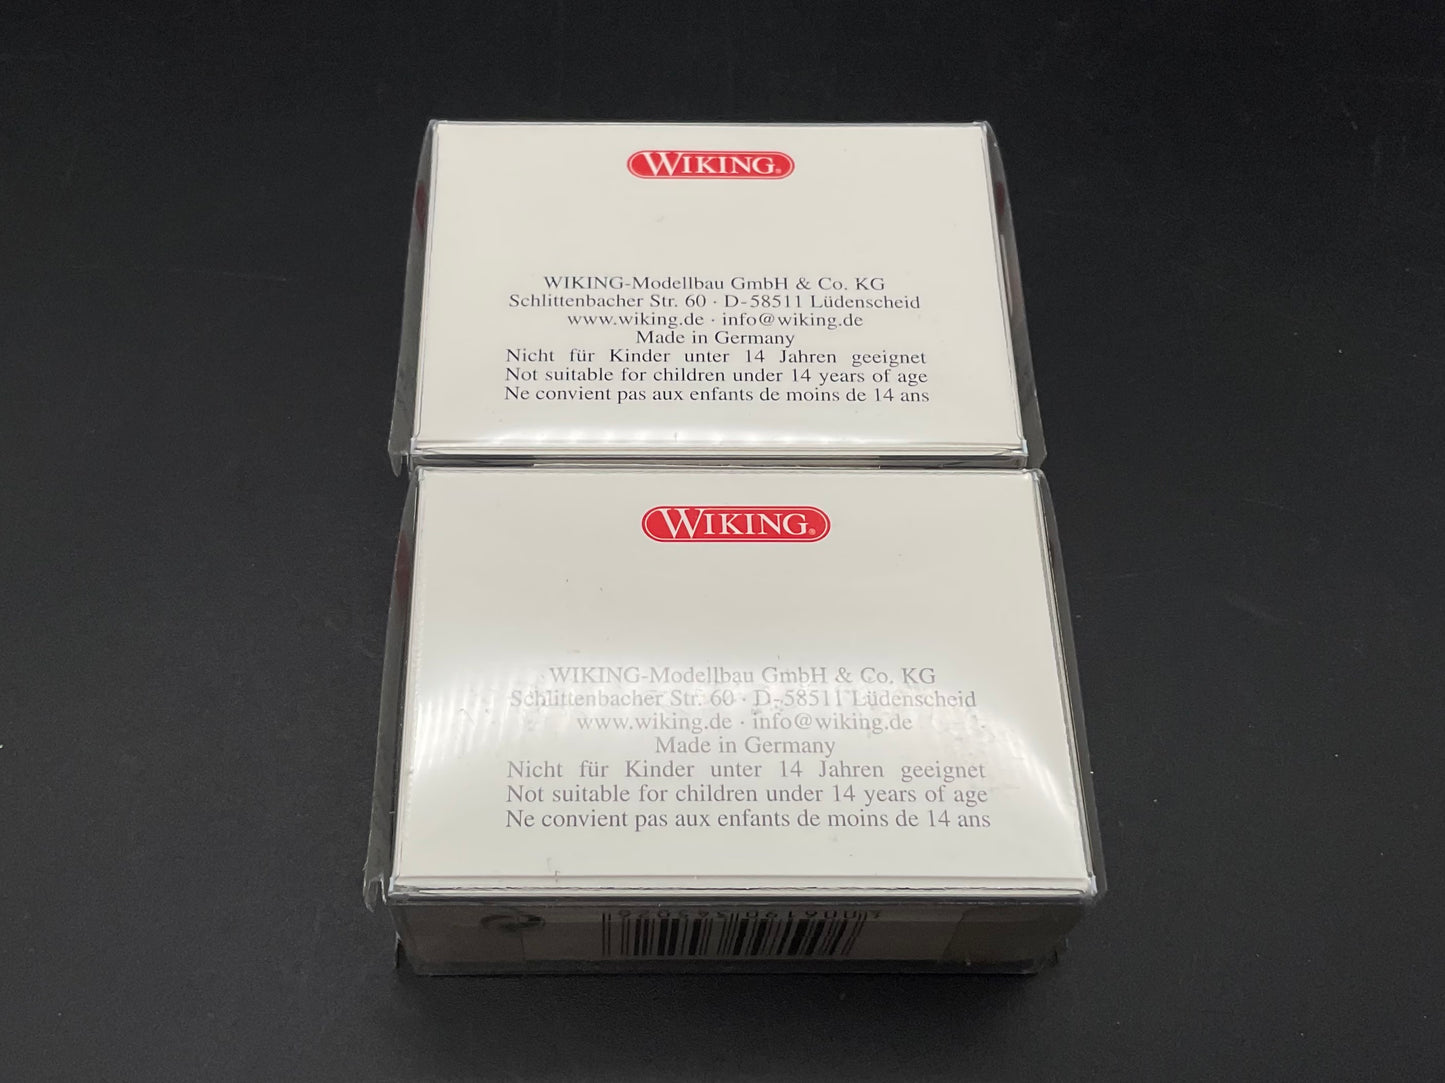 WIKING®
WIKING-Modellbau GmbH & Co. KG
Schlittenbacher Str. 60 · D-58511 Lüdenscheid
www.wiking.de · info@wiking.de
Made in Germany
Nicht für Kinder unter 14 Jahren geeignet
Not suitable for children under 14 years of age
Ne convient pas aux enfants de moins de 14 ans
WIKING®
WIKING-Modellbau GmbH & Co. KG
Schlittenbacher Str. 60 · D-58511 Lüdenscheid
www.wiking.de · info@wiking.de
Made in Germany
Nicht für Kinder unter 14 Jahren geeignet
Not suitable for children under 14 years of age
Ne convient pas aux enfants de moins de 14 ans